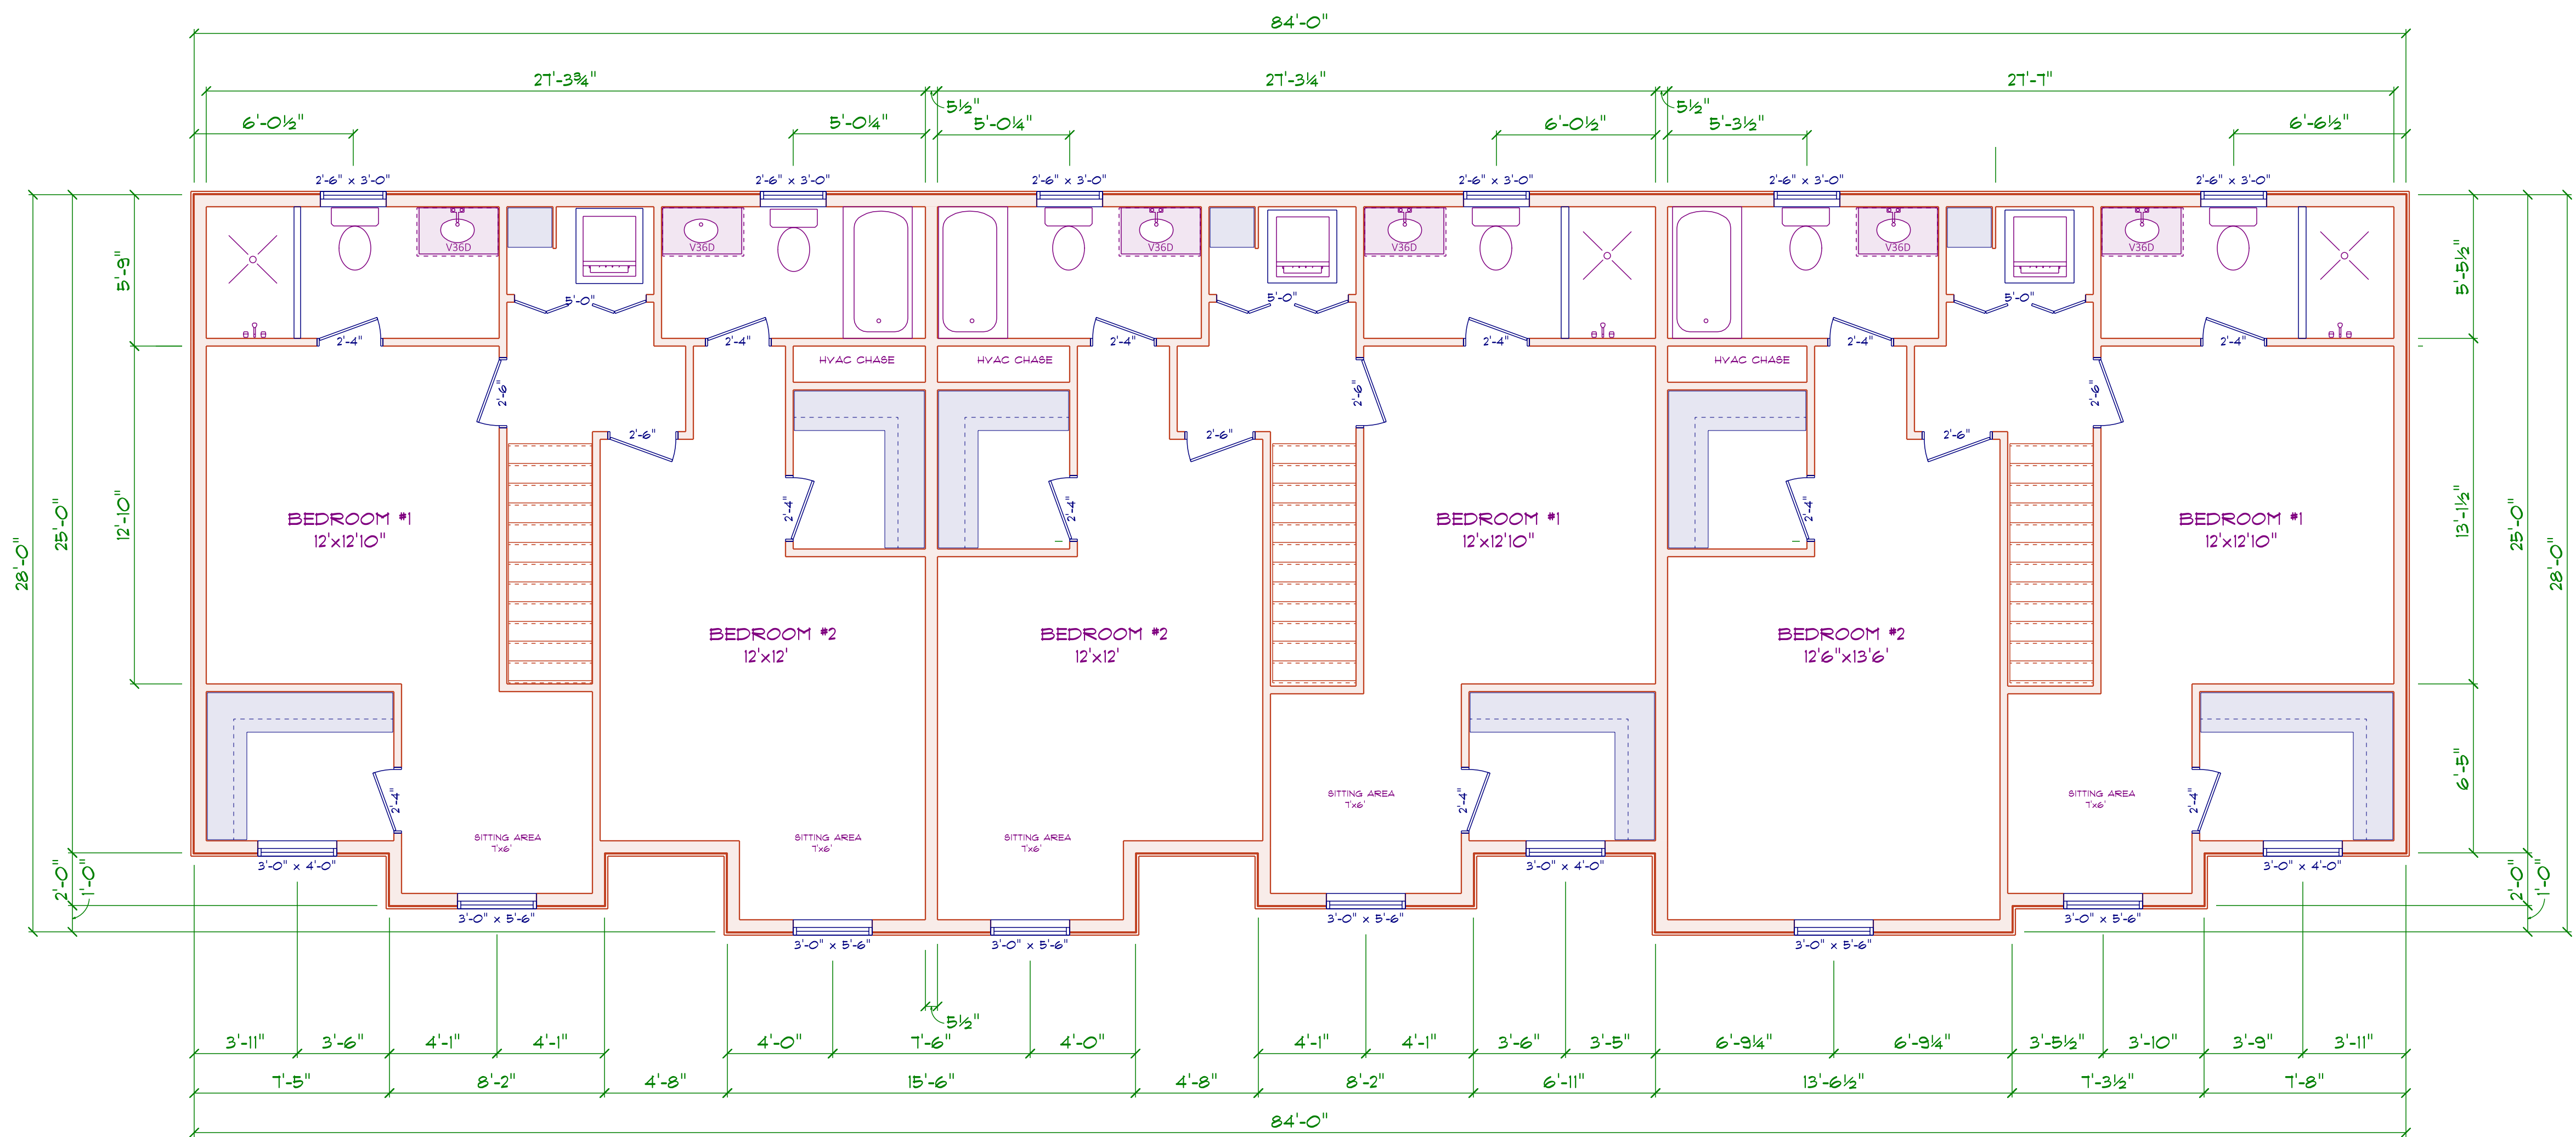 84'-0"
27'-3¾" 27'-3¼" 27'-7"
5½" 5½"
6'-0½" 5'-0¼" 5'-0¼" 6'-0½" 5'-3½" 6'-6½"
2'-6" x 3'-0" 2'-6" x 3'-0" 2'-6" x 3'-0" 2'-6" x 3'-0" 2'-6" x 3'-0" 2'-6" x 3'-0"
V36D V36D V36D V36D V36D V36D
5'-9" 5'-5½"
5'-0" 5'-0" 5'-0"
2'-4" 2'-4" 2'-4" 2'-4" 2'-4" 2'-4"
HVAC CHASE HVAC CHASE HVAC CHASE
2'-6" 2'-6" 2'-6"
2'-6" 2'-6" 2'-6"
2'-4" 2'-4" 2'-4"
28'-0" 25'-0" 12'-10" 13'-1½" 25'-0" 28'-0"
BEDROOM #1 BEDROOM #1 BEDROOM #1
12'x12'10" 12'x12'10" 12'x12'10"
BEDROOM #2 BEDROOM #2 BEDROOM #2
12'x12' 12'x12' 12'6"x13'6'
6'-5"
2'-4" 2'-4" 2'-4"
SITTING AREA SITTING AREA
7'x6' 7'x6'
SITTING AREA SITTING AREA SITTING AREA
7'x6' 7'x6' 7'x6'
3'-0" x 4'-0" 3'-0" x 4'-0" 3'-0" x 4'-0"
2'-0" 1'-0" 2'-0" 1'-0"
3'-0" x 5'-6" 3'-0" x 5'-6" 3'-0" x 5'-6"
3'-0" x 5'-6" 3'-0" x 5'-6" 3'-0" x 5'-6"
5½"
3'-11" 3'-6" 4'-1" 4'-1" 4'-0" 7'-6" 4'-0" 4'-1" 4'-1" 3'-6" 3'-5" 6'-9¼" 6'-9¼" 3'-5½" 3'-10" 3'-9" 3'-11"
7'-5" 8'-2" 4'-8" 15'-6" 4'-8" 8'-2" 6'-11" 13'-6½" 7'-3½" 7'-8"
84'-0"